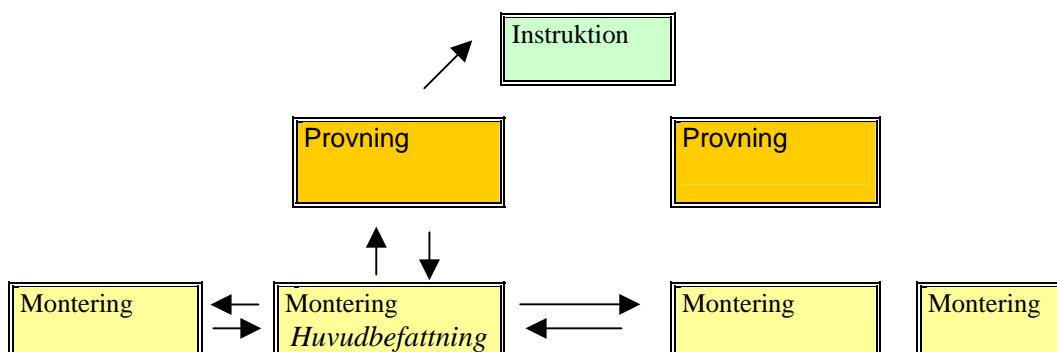 Instruktion
Provning
Provning
Montering
Montering
Huvudbefattning
Montering
Montering